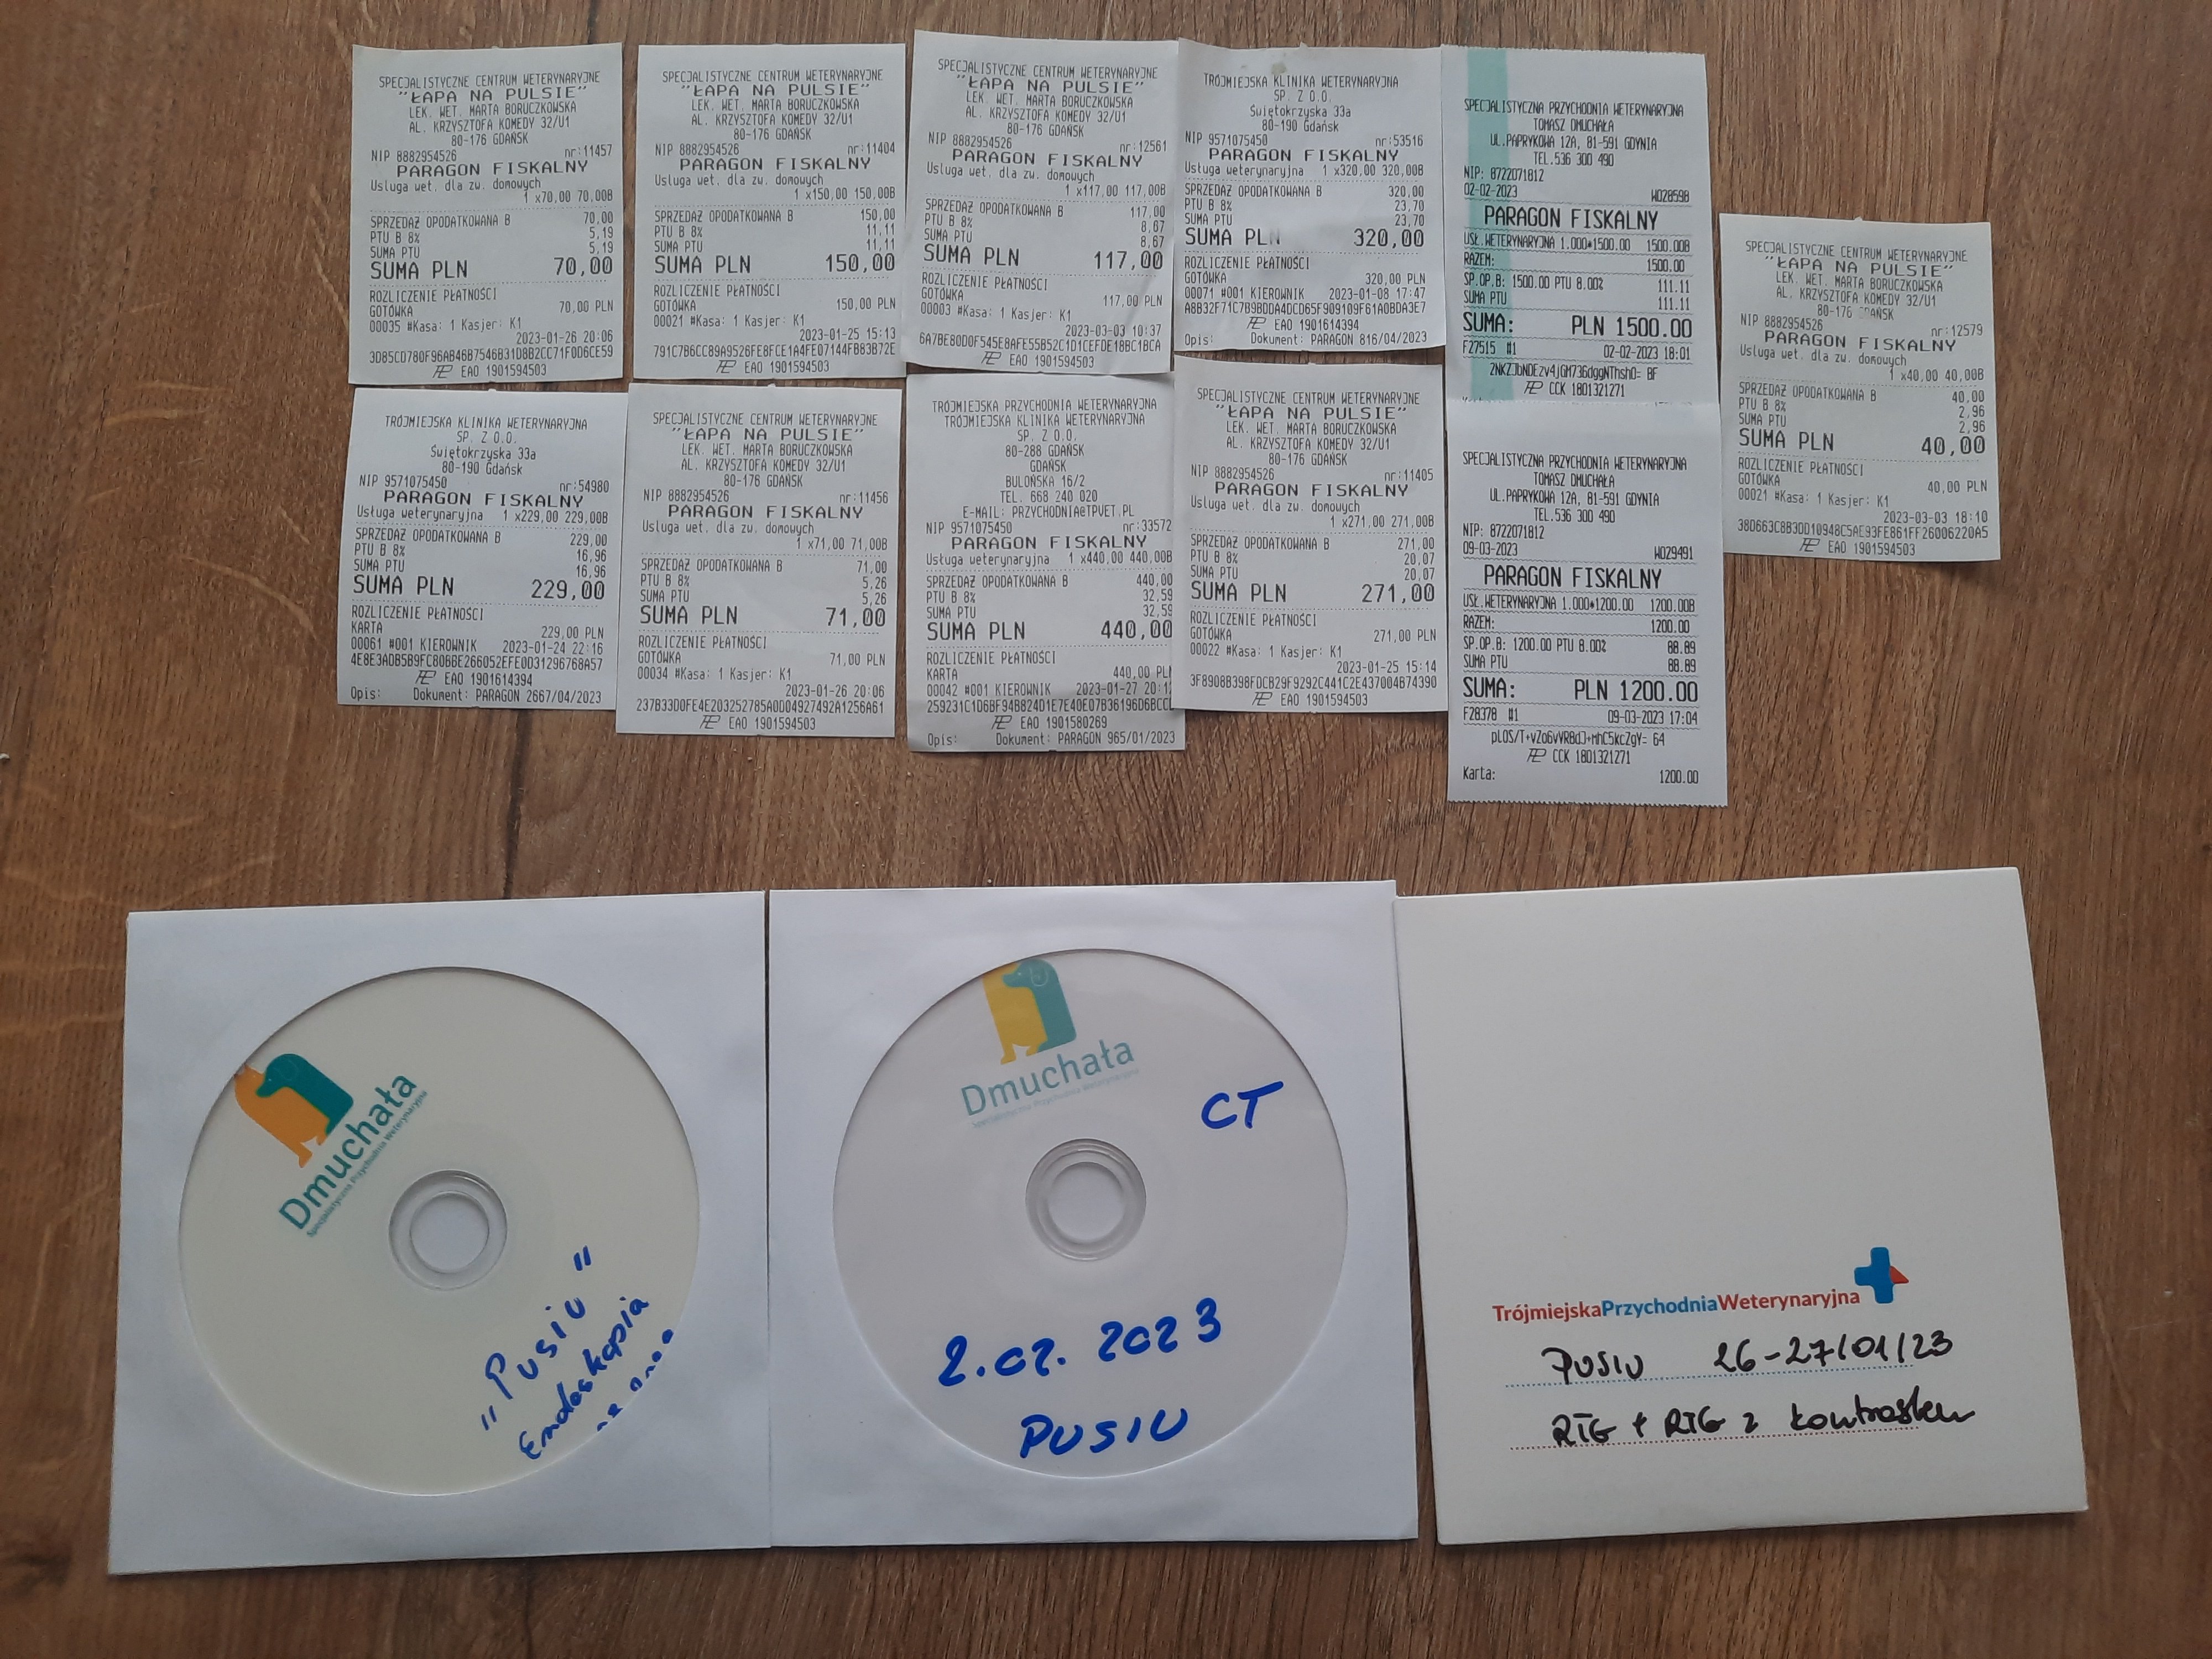 SPECJALISTYCZNE CENTRUM WETERYNARYJNE
"ŁAPA NA PULSIE"
LEK. WET. MARTA BORUCZKOWSKA
AL. KRZYSZTOFA KOMEDY 32/U1
80-176 GDAŃSK
NIP 8882954526 nr:11457
PARAGON FISKALNY
Usługa wet. dla zw. domowych
1 x70,00 70,00B
SPRZEDAŻ OPODATKOWANA B 70,00
PTU B 8% 5,19
SUMA PTU 5,19
SUMA PLN 70,00
ROZLICZENIE PŁATNOŚCI
GOTÓWKA 70,00 PLN
00035 #Kasa: 1 Kasjer: K1
2023-01-26 20:06
3D85CD780F96AB46B7546B31D8B2CC71F0D6CE59
EAO 1901594503
SPECJALISTYCZNE CENTRUM WETERYNARYJNE
"ŁAPA NA PULSIE"
LEK. WET. MARTA BORUCZKOWSKA
AL. KRZYSZTOFA KOMEDY 32/U1
80-176 GDAŃSK
NIP 8882954526 nr:11404
PARAGON FISKALNY
Usługa wet. dla zw. domowych
1 x150,00 150,00B
SPRZEDAŻ OPODATKOWANA B 150,00
PTU B 8% 11,11
SUMA PTU 11,11
SUMA PLN 150,00
ROZLICZENIE PŁATNOŚCI
GOTÓWKA 150,00 PLN
00021 #Kasa: 1 Kasjer: K1
2023-01-25 15:13
791C7B6CC89A9526FE8FCE1A4FE07144FB83B72E
EAO 1901594503
SPECJALISTYCZNE CENTRUM WETERYNARYJNE
"ŁAPA NA PULSIE"
LEK. WET. MARTA BORUCZKOWSKA
AL. KRZYSZTOFA KOMEDY 32/U1
80-176 GDAŃSK
NIP 8882954526 nr:12561
PARAGON FISKALNY
Usługa wet. dla zw. domowych
1 x117,00 117,00B
SPRZEDAŻ OPODATKOWANA B 117,00
PTU B 8% 8,67
SUMA PTU 8,67
SUMA PLN 117,00
ROZLICZENIE PŁATNOŚCI
GOTÓWKA 117,00 PLN
00003 #Kasa: 1 Kasjer: K1
2023-03-03 10:37
6A7BE80D0F545E8AFE55B52C1D1CEFDE1BBC1BCA
EAO 1901594503
TRÓJMIEJSKA KLINIKA WETERYNARYJNA
SP. Z O.O.
Świętokrzyska 33a
80-190 Gdańsk
NIP 9571075450 nr:53516
PARAGON FISKALNY
Usługa weterynaryjna 1 x320,00 320,00B
SPRZEDAŻ OPODATKOWANA B 320,00
PTU B 8% 23,70
SUMA PTU 23,70
SUMA PLN 320,00
ROZLICZENIE PŁATNOŚCI
GOTÓWKA 320,00 PLN
00071 #001 KIEROWNIK 2023-01-08 17:47
A8B32F71C7B9BDDA4DCD65F909109F61A0BDA3E7
EAO 1901614394
Opis: Dokument: PARAGON 816/04/2023
SPECJALISTYCZNA PRZYCHODNIA WETERYNARYJNA
TOMASZ DMUCHAŁA
UL.PAPRYKOWA 12A, 81-591 GDYNIA
TEL.536 300 490
NIP: 8722071812
02-02-2023 W028598
PARAGON FISKALNY
USŁ.WETERYNARYJNA 1.000*1500.00 1500.00B
RAZEM: 1500.00
SP.OP.B: 1500.00 PTU 8.00% 111.11
SUMA PTU 111.11
SUMA: PLN 1500.00
F27515 #1 02-02-2023 18:01
2NKZJbNDEzv4jGM736dggNThshO= BF
CCK 1801321271
SPECJALISTYCZNE CENTRUM WETERYNARYJNE
"ŁAPA NA PULSIE"
LEK. WET. MARTA BORUCZKOWSKA
AL. KRZYSZTOFA KOMEDY 32/U1
80-176 GDAŃSK
NIP 8882954526 nr:12579
PARAGON FISKALNY
Usługa wet. dla zw. domowych
1 x40,00 40,00B
SPRZEDAŻ OPODATKOWANA B 40,00
PTU B 8% 2,96
SUMA PTU 2,96
SUMA PLN 40,00
ROZLICZENIE PŁATNOŚCI
GOTÓWKA 40,00 PLN
00021 #Kasa: 1 Kasjer: K1
2023-03-03 18:10
38D663C8B3DD10948C5AE93FE861FF26006220A5
EAO 1901594503
TRÓJMIEJSKA KLINIKA WETERYNARYJNA
SP. Z O.O.
Świętokrzyska 33a
80-190 Gdańsk
NIP 9571075450 nr:54980
PARAGON FISKALNY
Usługa weterynaryjna 1 x229,00 229,00B
SPRZEDAŻ OPODATKOWANA B 229,00
PTU B 8% 16,96
SUMA PTU 16,96
SUMA PLN 229,00
ROZLICZENIE PŁATNOŚCI
KARTA 229,00 PLN
00061 #001 KIEROWNIK 2023-01-24 22:16
4E8E3ADB5B9FC80BBE266052EFE0D31296768A57
EAO 1901614394
Opis: Dokument: PARAGON 2667/04/2023
SPECJALISTYCZNE CENTRUM WETERYNARYJNE
"ŁAPA NA PULSIE"
LEK. WET. MARTA BORUCZKOWSKA
AL. KRZYSZTOFA KOMEDY 32/U1
80-176 GDAŃSK
NIP 8882954526 nr:11456
PARAGON FISKALNY
Usługa wet. dla zw. domowych
1 x71,00 71,00B
SPRZEDAŻ OPODATKOWANA B 71,00
PTU B 8% 5,26
SUMA PTU 5,26
SUMA PLN 71,00
ROZLICZENIE PŁATNOŚCI
GOTÓWKA 71,00 PLN
00034 #Kasa: 1 Kasjer: K1
2023-01-26 20:06
237B33D0FE4E203252785A0D04927492A1256A61
EAO 1901594503
TRÓJMIEJSKA PRZYCHODNIA WETERYNARYJNA
TRÓJMIEJSKA KLINIKA WETERYNARYJNA
SP. Z O.O.
80-288 GDAŃSK
GDAŃSK
BULOŃSKA 16/2
TEL. 668 240 020
E-MAIL: PRZYCHODNIA@TPVET.PL
NIP 9571075450 nr:33572
PARAGON FISKALNY
Usługa weterynaryjna 1 x440,00 440,00B
SPRZEDAŻ OPODATKOWANA B 440,00
PTU B 8% 32,59
SUMA PTU 32,59
SUMA PLN 440,00
ROZLICZENIE PŁATNOŚCI
KARTA 440,00 PLN
00042 #001 KIEROWNIK 2023-01-27 20:12
EAO 1901580269
Opis: Dokument: PARAGON 965/01/2023
SPECJALISTYCZNE CENTRUM WETERYNARYJNE
"ŁAPA NA PULSIE"
LEK. WET. MARTA BORUCZKOWSKA
AL. KRZYSZTOFA KOMEDY 32/U1
80-176 GDAŃSK
NIP 8882954526 nr:11405
PARAGON FISKALNY
Usługa wet. dla zw. domowych
1 x271,00 271,00B
SPRZEDAŻ OPODATKOWANA B 271,00
PTU B 8% 20,07
SUMA PTU 20,07
SUMA PLN 271,00
ROZLICZENIE PŁATNOŚCI
GOTÓWKA 271,00 PLN
00022 #Kasa: 1 Kasjer: K1
2023-01-25 15:14
3F8908B398FDCB29F9292C441C2E437004B74390
EAO 1901594503
SPECJALISTYCZNA PRZYCHODNIA WETERYNARYJNA
TOMASZ DMUCHAŁA
UL.PAPRYKOWA 12A, 81-591 GDYNIA
TEL.536 300 490
NIP: 8722071812
09-03-2023 W029491
PARAGON FISKALNY
USŁ.WETERYNARYJNA 1.000*1200.00 1200.00B
RAZEM: 1200.00
SP.OP.B: 1200.00 PTU 8.00% 88.89
SUMA PTU 88.89
SUMA: PLN 1200.00
F28378 #1 09-03-2023 17:04
pLOS/T+vZo6vVRBdJ+mhC5kcZgY= 64
CCK 1801321271
Karta: 1200.00
Dmuchała
Specjalistyczna Przychodnia Weterynaryjna
"Pusiu"
Endoskopia
Dmuchała
Specjalistyczna Przychodnia Weterynaryjna
CT
2.02.2023
PUSIU
TrójmiejskaPrzychodniaWeterynaryjna
PUSIU 26-27/01/23
RTG + RTG z kontrastem